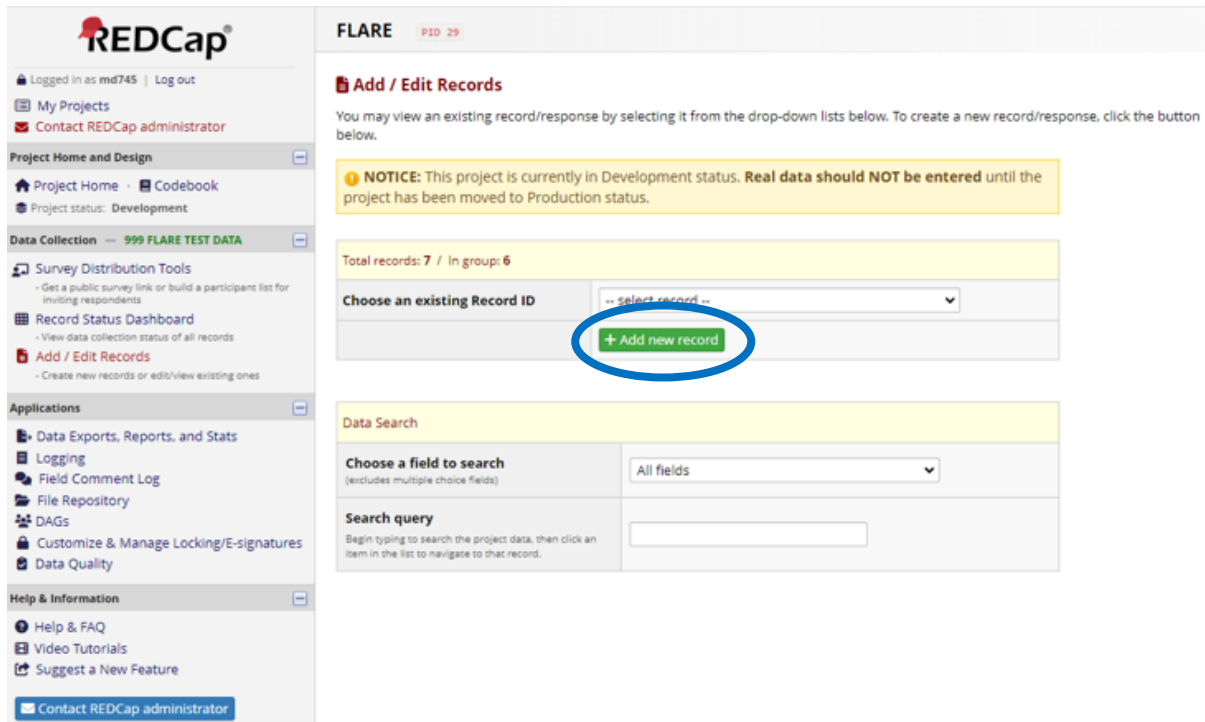 REDCap®
Logged in as md745 | Log out
My Projects
Contact REDCap administrator
Project Home and Design
Project Home · Codebook
Project status: Development
Data Collection — 999 FLARE TEST DATA
Survey Distribution Tools
- Get a public survey link or build a participant list for
inviting respondents
Record Status Dashboard
- View data collection status of all records
Add / Edit Records
- Create new records or edit/view existing ones
Applications
Data Exports, Reports, and Stats
Logging
Field Comment Log
File Repository
DAGs
Customize & Manage Locking/E-signatures
Data Quality
Help & Information
Help & FAQ
Video Tutorials
Suggest a New Feature
Contact REDCap administrator
FLARE PID 29
Add / Edit Records
You may view an existing record/response by selecting it from the drop-down lists below. To create a new record/response, click the button
below.
NOTICE: This project is currently in Development status. Real data should NOT be entered until the
project has been moved to Production status.
Total records: 7 / In group: 6
Choose an existing Record ID -- select record --
+ Add new record
Data Search
Choose a field to search
(excludes multiple choice fields)
All fields
Search query
Begin typing to search the project data, then click an
item in the list to navigate to that record.